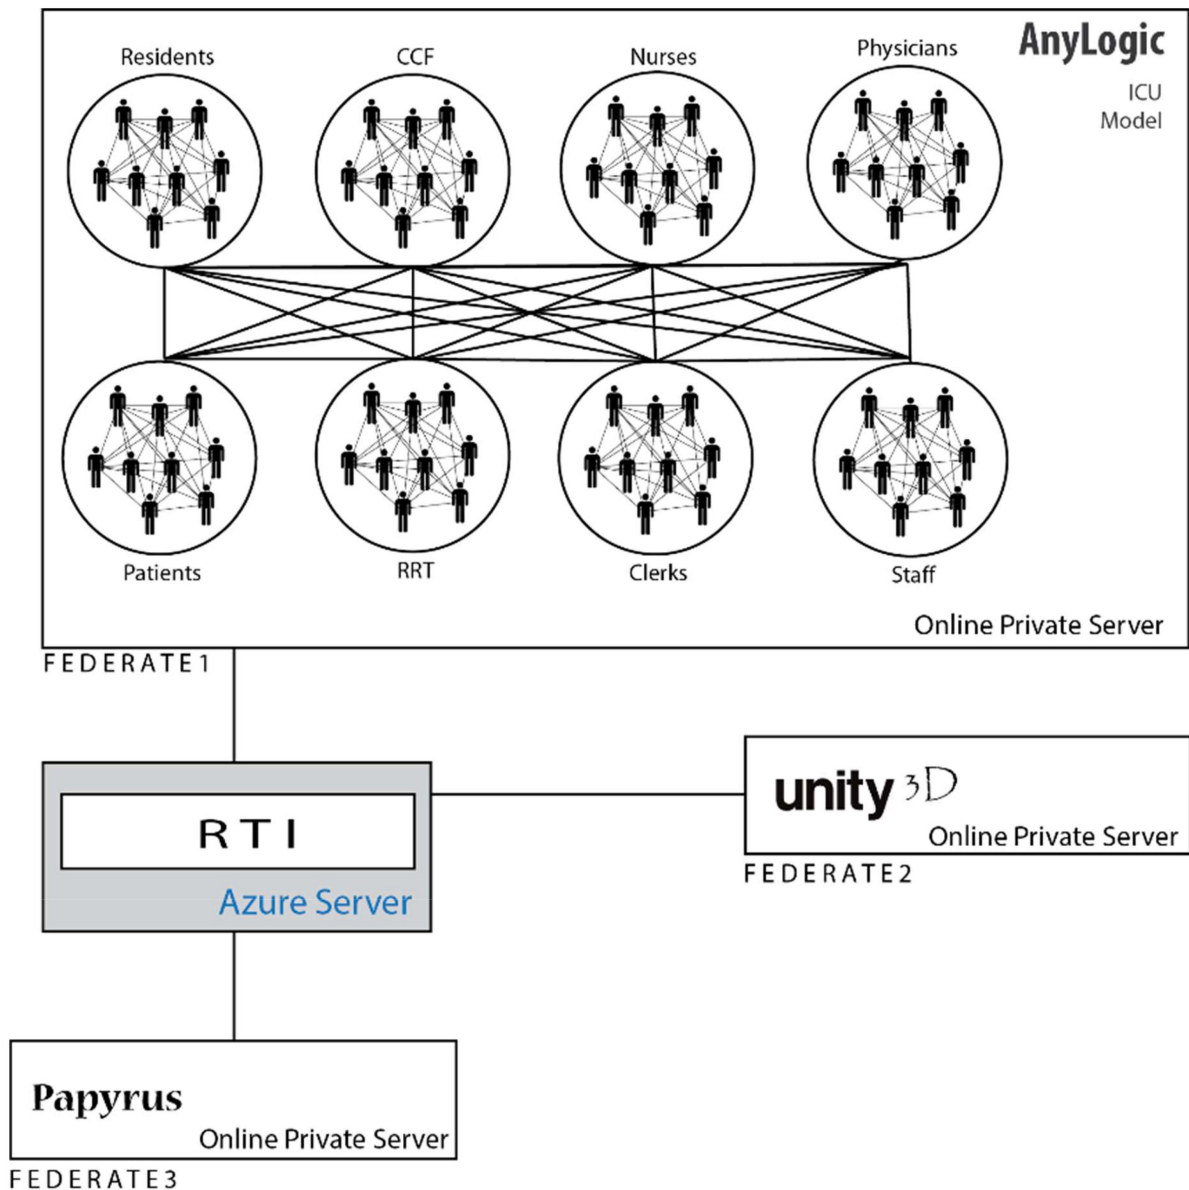 AnyLogic
ICU
Model
Residents
CCF
Nurses
Physicians
Patients
RRT
Clerks
Staff
Online Private Server
FEDERATE1
RTI
Azure Server
unity 3D
Online Private Server
FEDERATE2
Papyrus
Online Private Server
FEDERATE3